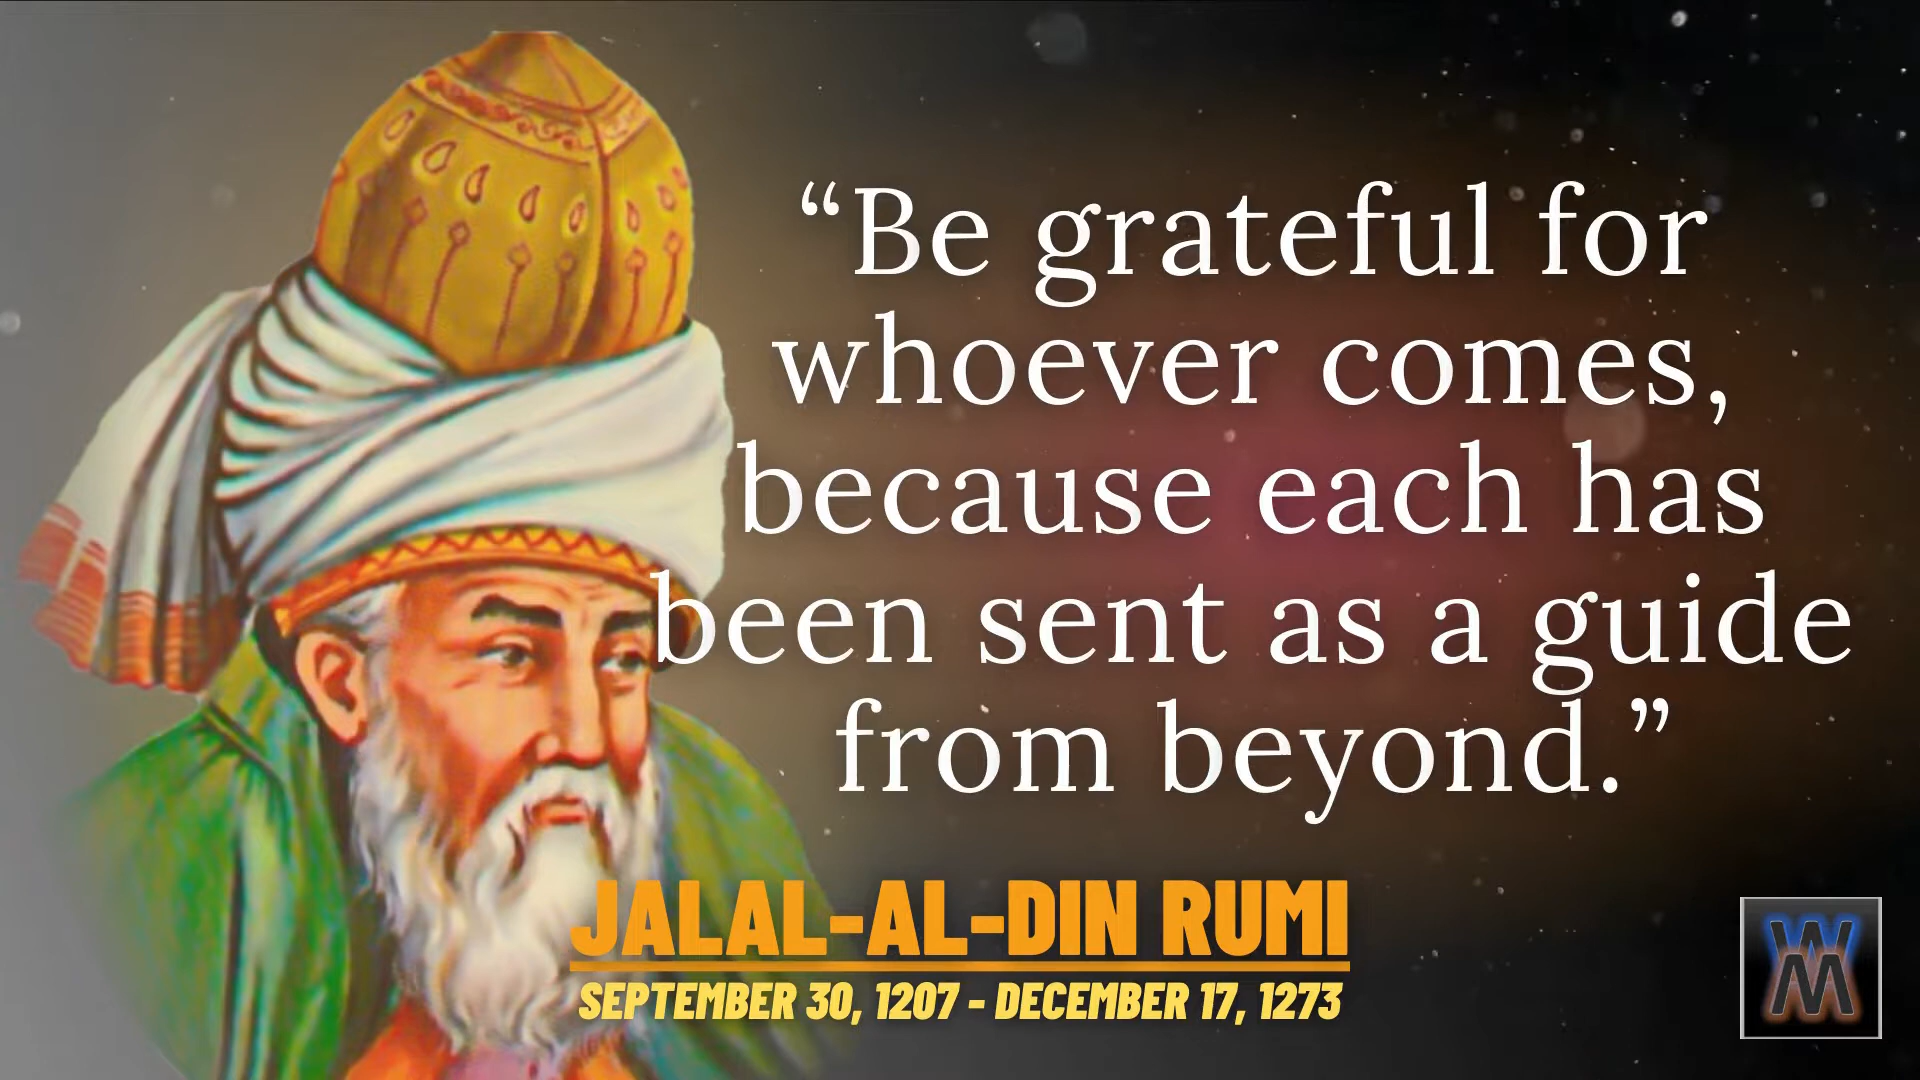 “Be grateful for
whoever comes,
because each has
been sent as a guide
from beyond.”
JALAL-AL-DIN RUMI
SEPTEMBER 30, 1207 - DECEMBER 17, 1273
WM